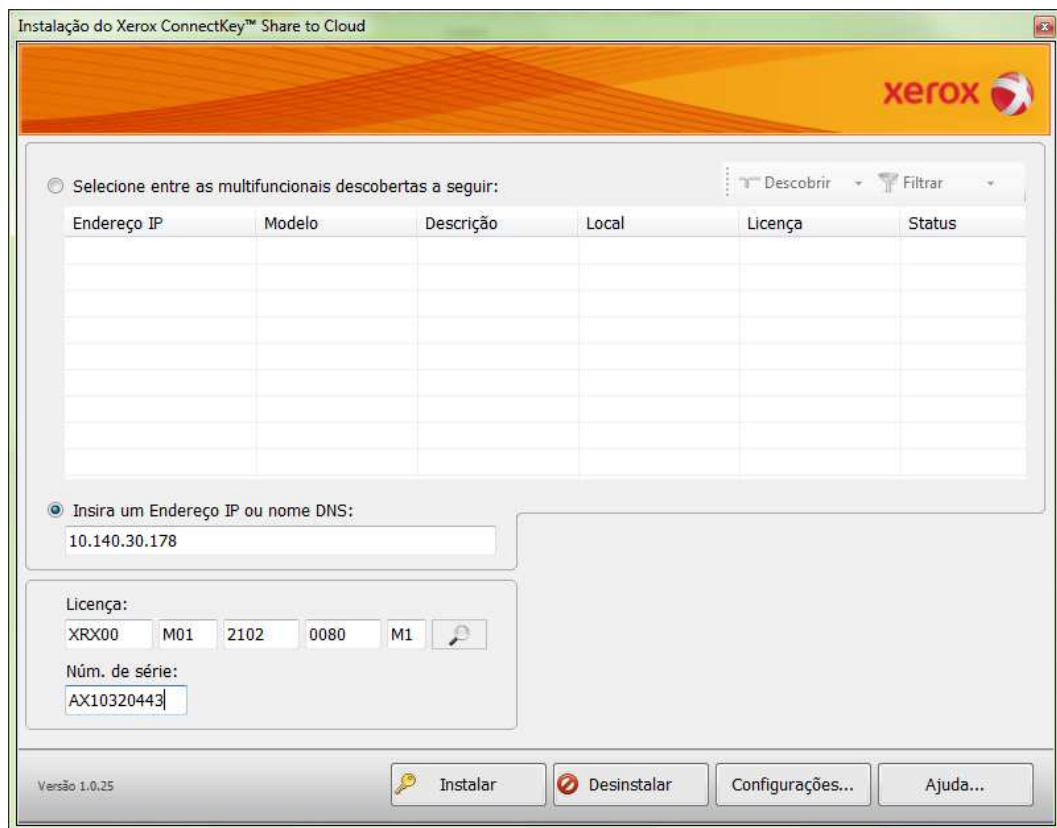 Instalação do Xerox ConnectKey™ Share to Cloud
xerox
Selecione entre as multifuncionais descobertas a seguir:
Descobrir Filtrar
Endereço IP Modelo Descrição Local Licença Status
Insira um Endereço IP ou nome DNS:
10.140.30.178
Licença:
XRX00 M01 2102 0080 M1
Núm. de série:
AX10320443
Versão 1.0.25 Instalar Desinstalar Configurações... Ajuda...